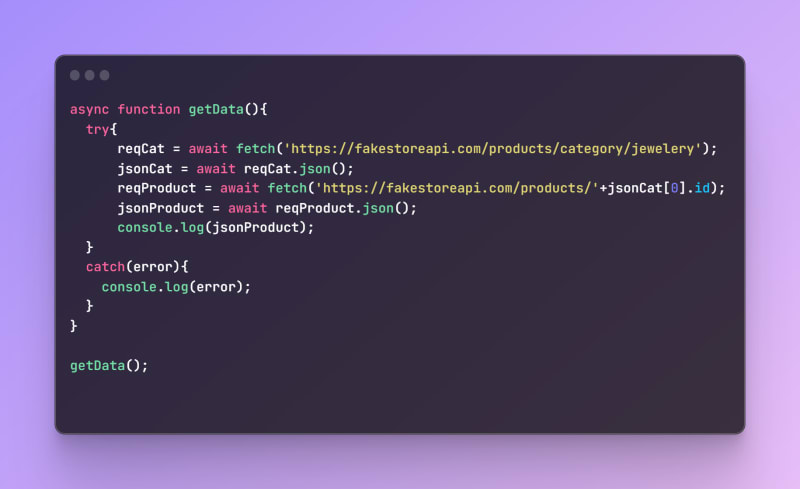 async function getData(){
  try{
      reqCat = await fetch('https://fakestoreapi.com/products/category/jewelery');
      jsonCat = await reqCat.json();
      reqProduct = await fetch('https://fakestoreapi.com/products/'+jsonCat[0].id);
      jsonProduct = await reqProduct.json();
      console.log(jsonProduct);
  }
  catch(error){
    console.log(error);
  }
}

getData();